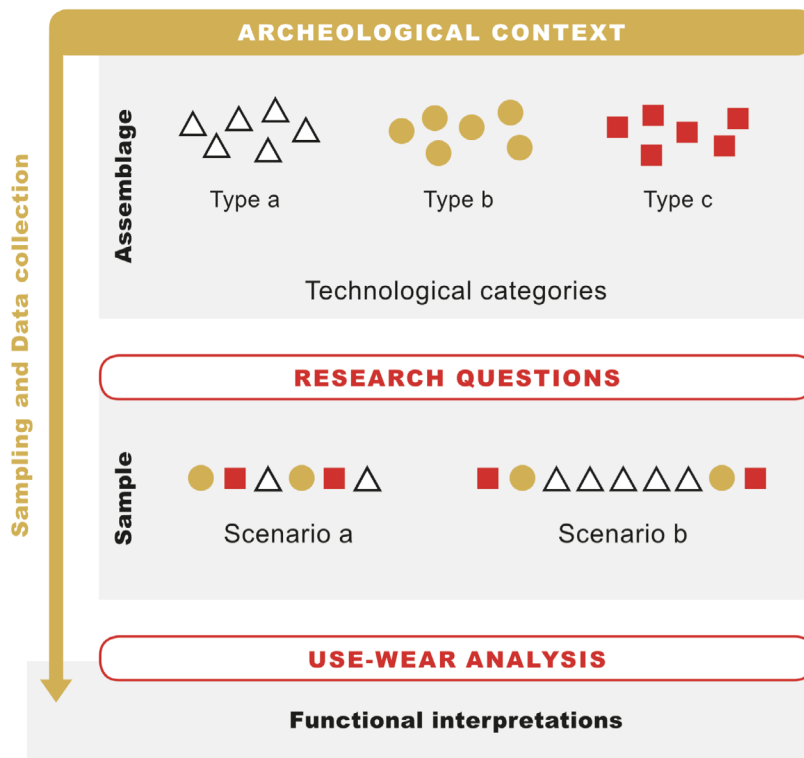 ARCHEOLOGICAL CONTEXT
Sampling and Data collection
Assemblage
Type a
Type b
Type c
Technological categories
RESEARCH QUESTIONS
Sample
Scenario a
Scenario b
USE-WEAR ANALYSIS
Functional interpretations